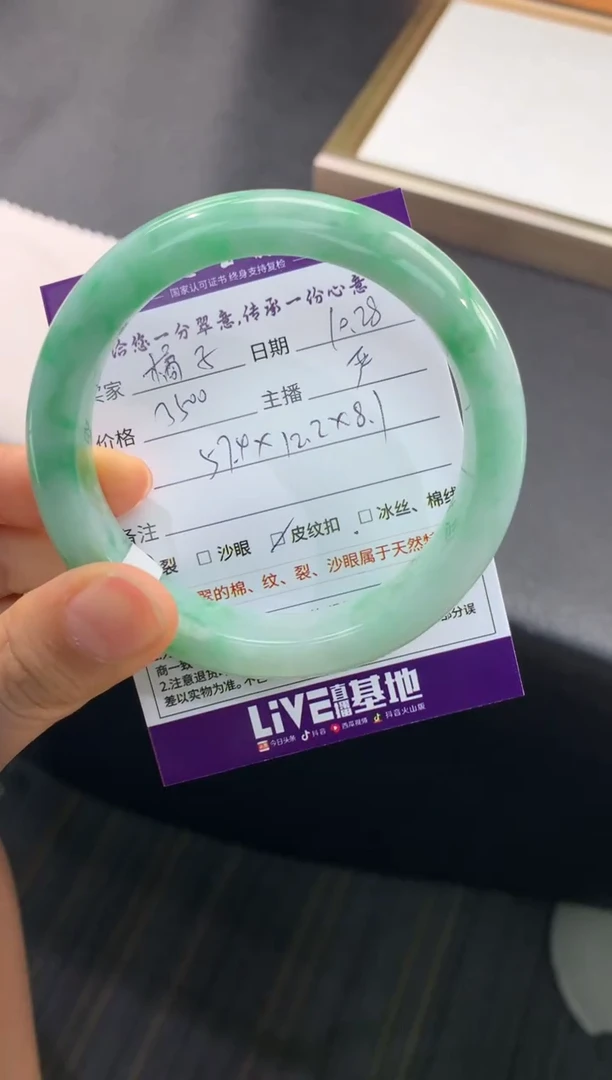 国家认可证书 终身支持复检
给您一分翠意,传承一份心意
卖家 橘子 日期 10.28
价格 3500 主播
57.4×12.2×8.1
备注
裂 □ 沙眼 ☑ 皮纹扣 □ 冰丝、棉线
翠的棉、纹、裂、沙眼属于天然
部分误
商一致
2.注意退货
差以实物为准。
LiVE直播基地
今日头条 抖音 西瓜视频 抖音火山版